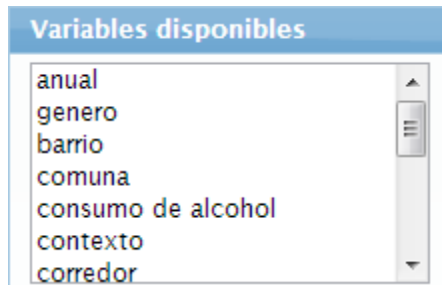 Variables disponibles
anual
genero
barrio
comuna
consumo de alcohol
contexto
corredor